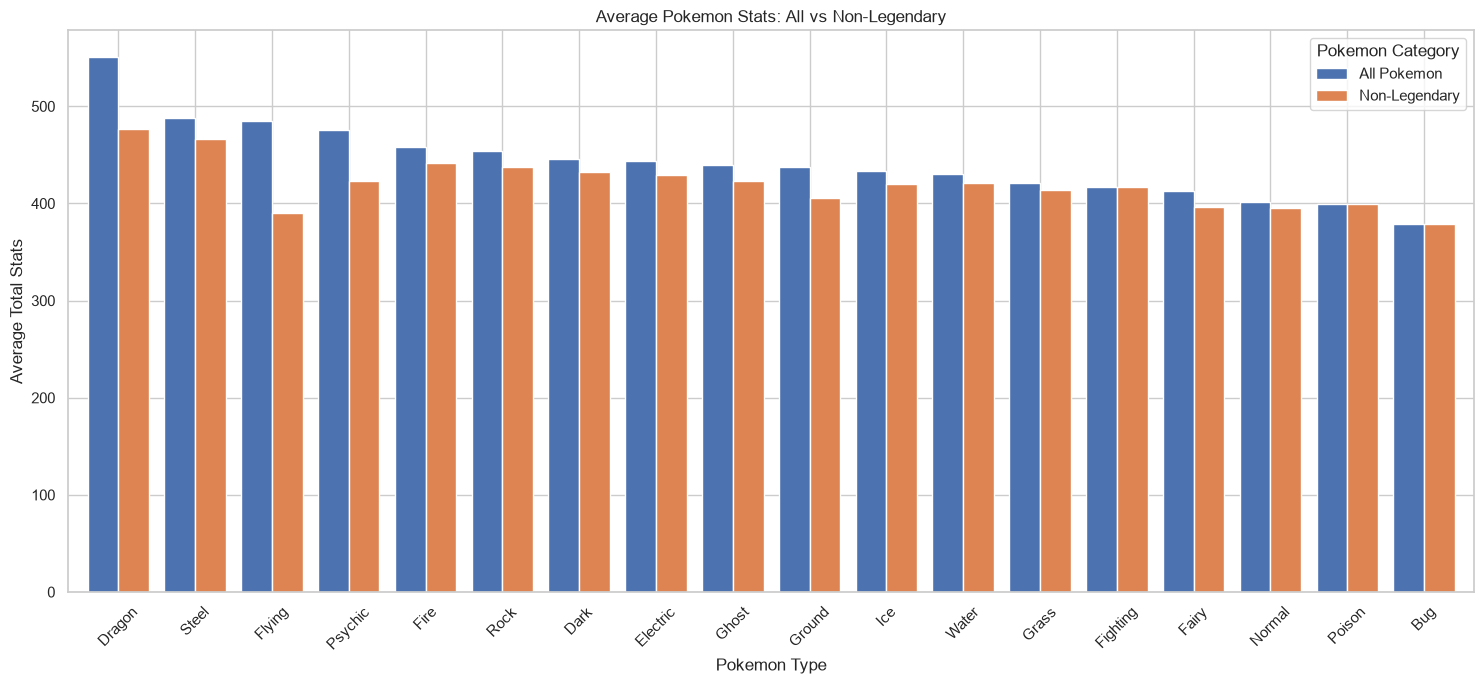 Average Pokemon Stats: All vs Non-Legendary
Pokemon Category
All Pokemon
Non-Legendary
Average Total Stats
500
400
300
200
100
0
Dragon
Steel
Flying
Psychic
Fire
Rock
Dark
Electric
Ghost
Ground
Ice
Water
Grass
Fighting
Fairy
Normal
Poison
Bug
Pokemon Type